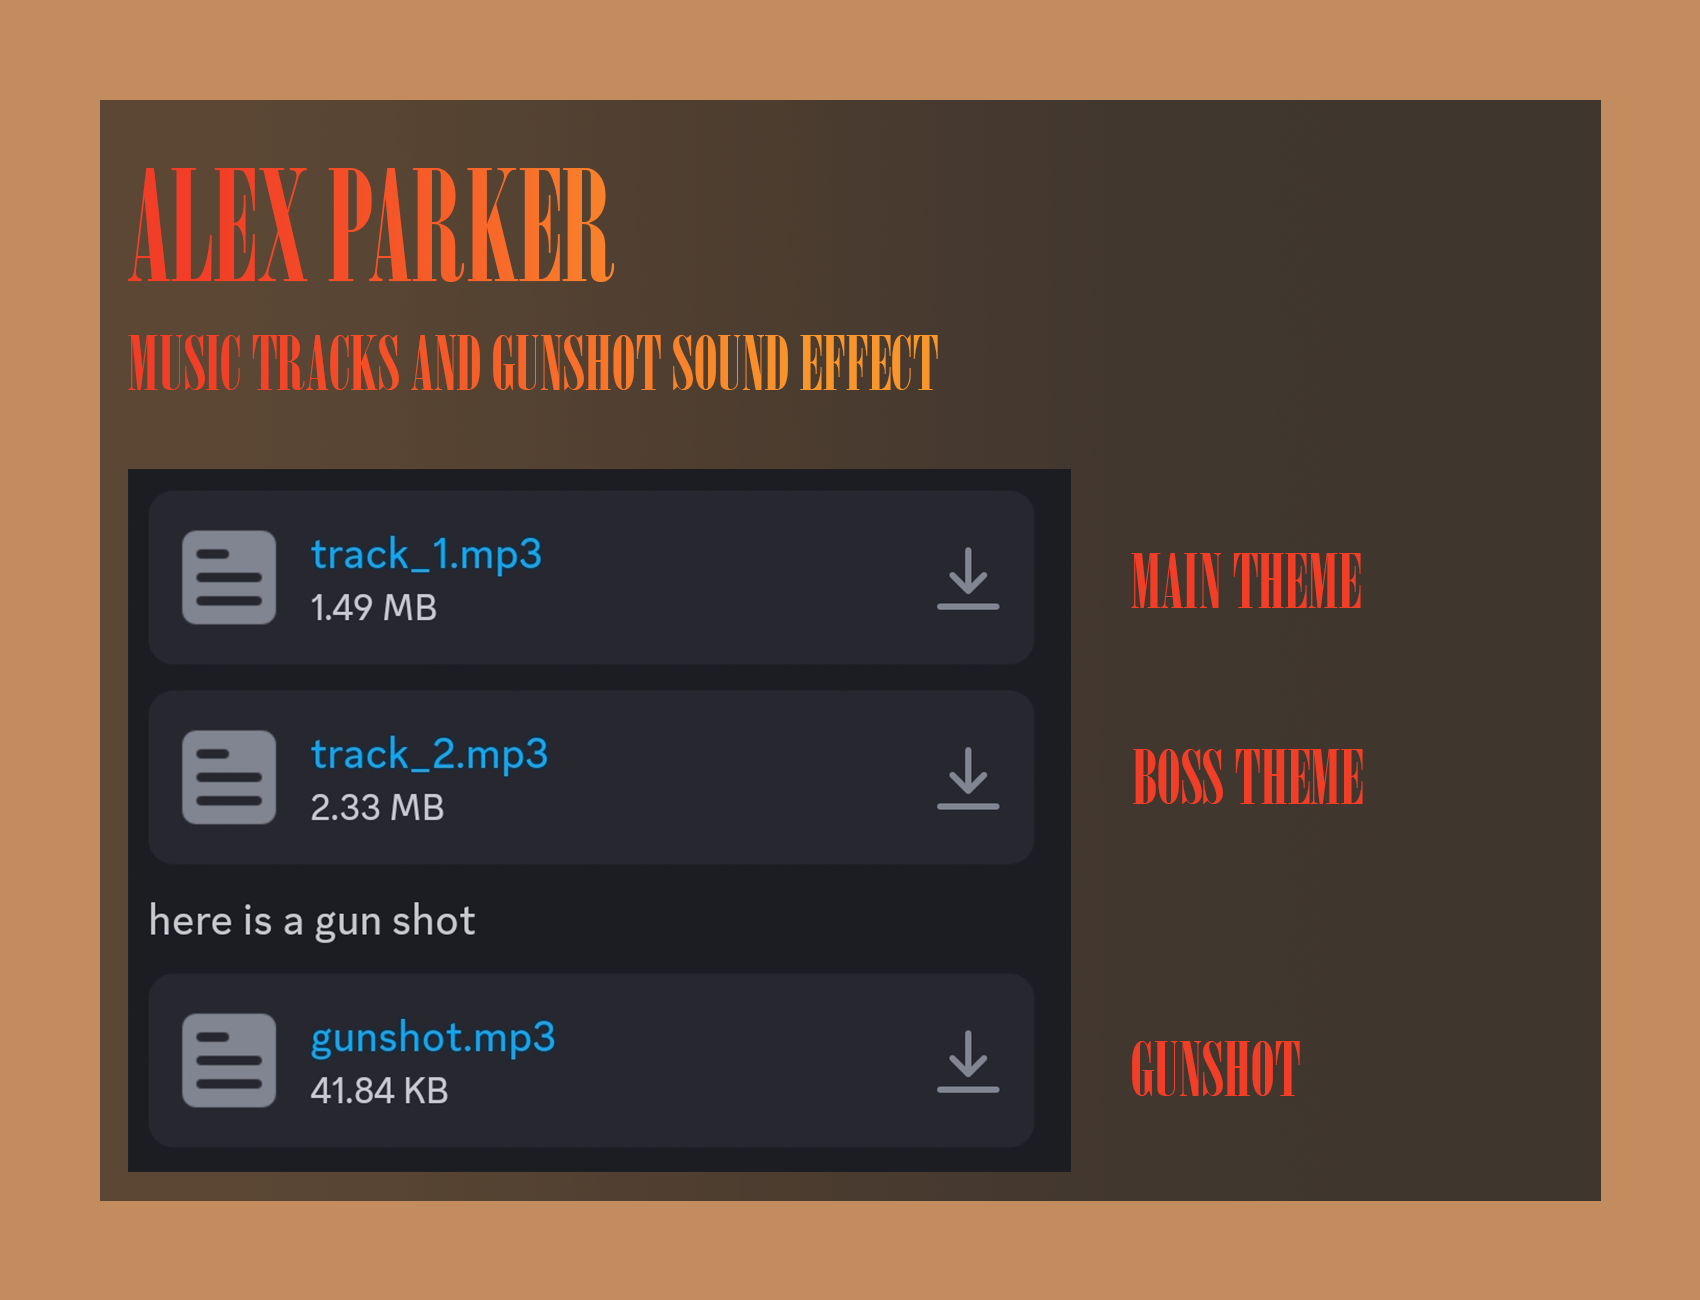 ALEX PARKER
MUSIC TRACKS AND GUNSHOT SOUND EFFECT
track_1.mp3
1.49 MB
MAIN THEME
track_2.mp3
2.33 MB
BOSS THEME
here is a gun shot
gunshot.mp3
41.84 KB
GUNSHOT